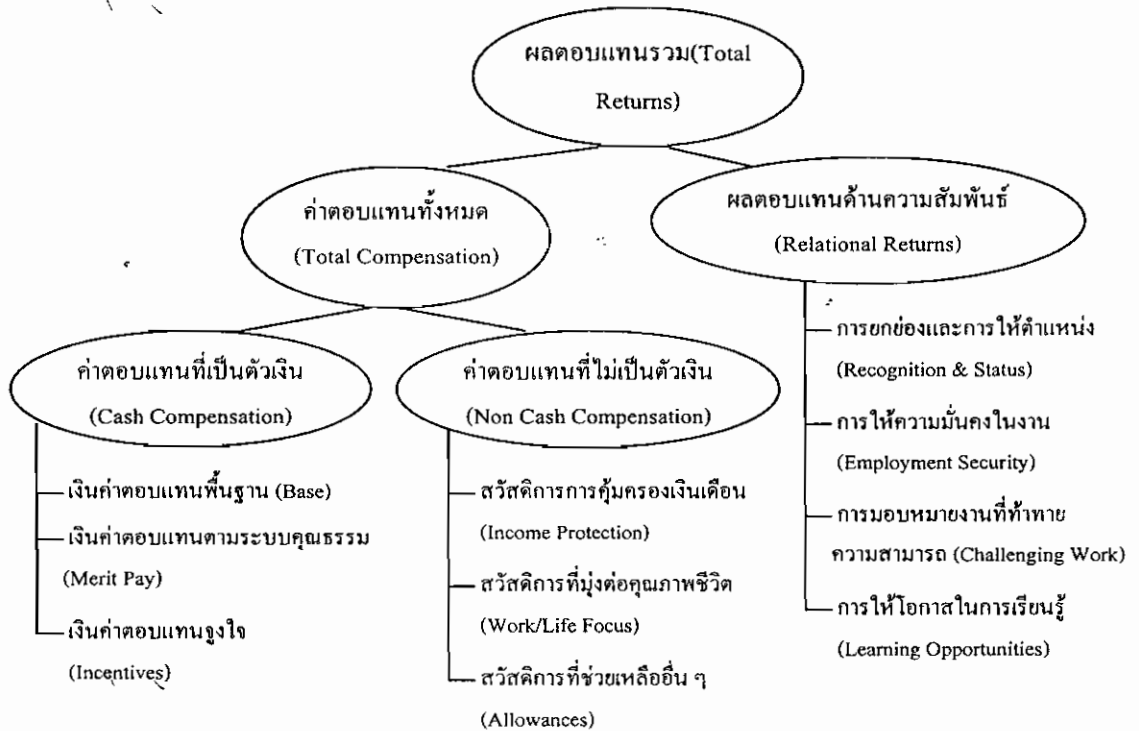 ผลตอบแทนรวม(Total
Returns)
ค่าตอบแทนทั้งหมด
(Total Compensation)
ผลตอบแทนด้านความสัมพันธ์
(Relational Returns)
ค่าตอบแทนที่เป็นตัวเงิน
(Cash Compensation)
เงินค่าตอบแทนพื้นฐาน (Base)
เงินค่าตอบแทนตามระบบคุณธรรม
(Merit Pay)
เงินค่าตอบแทนจูงใจ
(Incentives)
ค่าตอบแทนที่ไม่เป็นตัวเงิน
(Non Cash Compensation)
สวัสดิการการคุ้มครองเงินเดือน
(Income Protection)
สวัสดิการที่มุ่งต่อคุณภาพชีวิต
(Work/Life Focus)
สวัสดิการที่ช่วยเหลืออื่น ๆ
(Allowances)
การยกย่องและการให้ตำแหน่ง
(Recognition & Status)
การให้ความมั่นคงในงาน
(Employment Security)
การมอบหมายงานที่ท้าทาย
ความสามารถ (Challenging Work)
การให้โอกาสในการเรียนรู้
(Learning Opportunities)